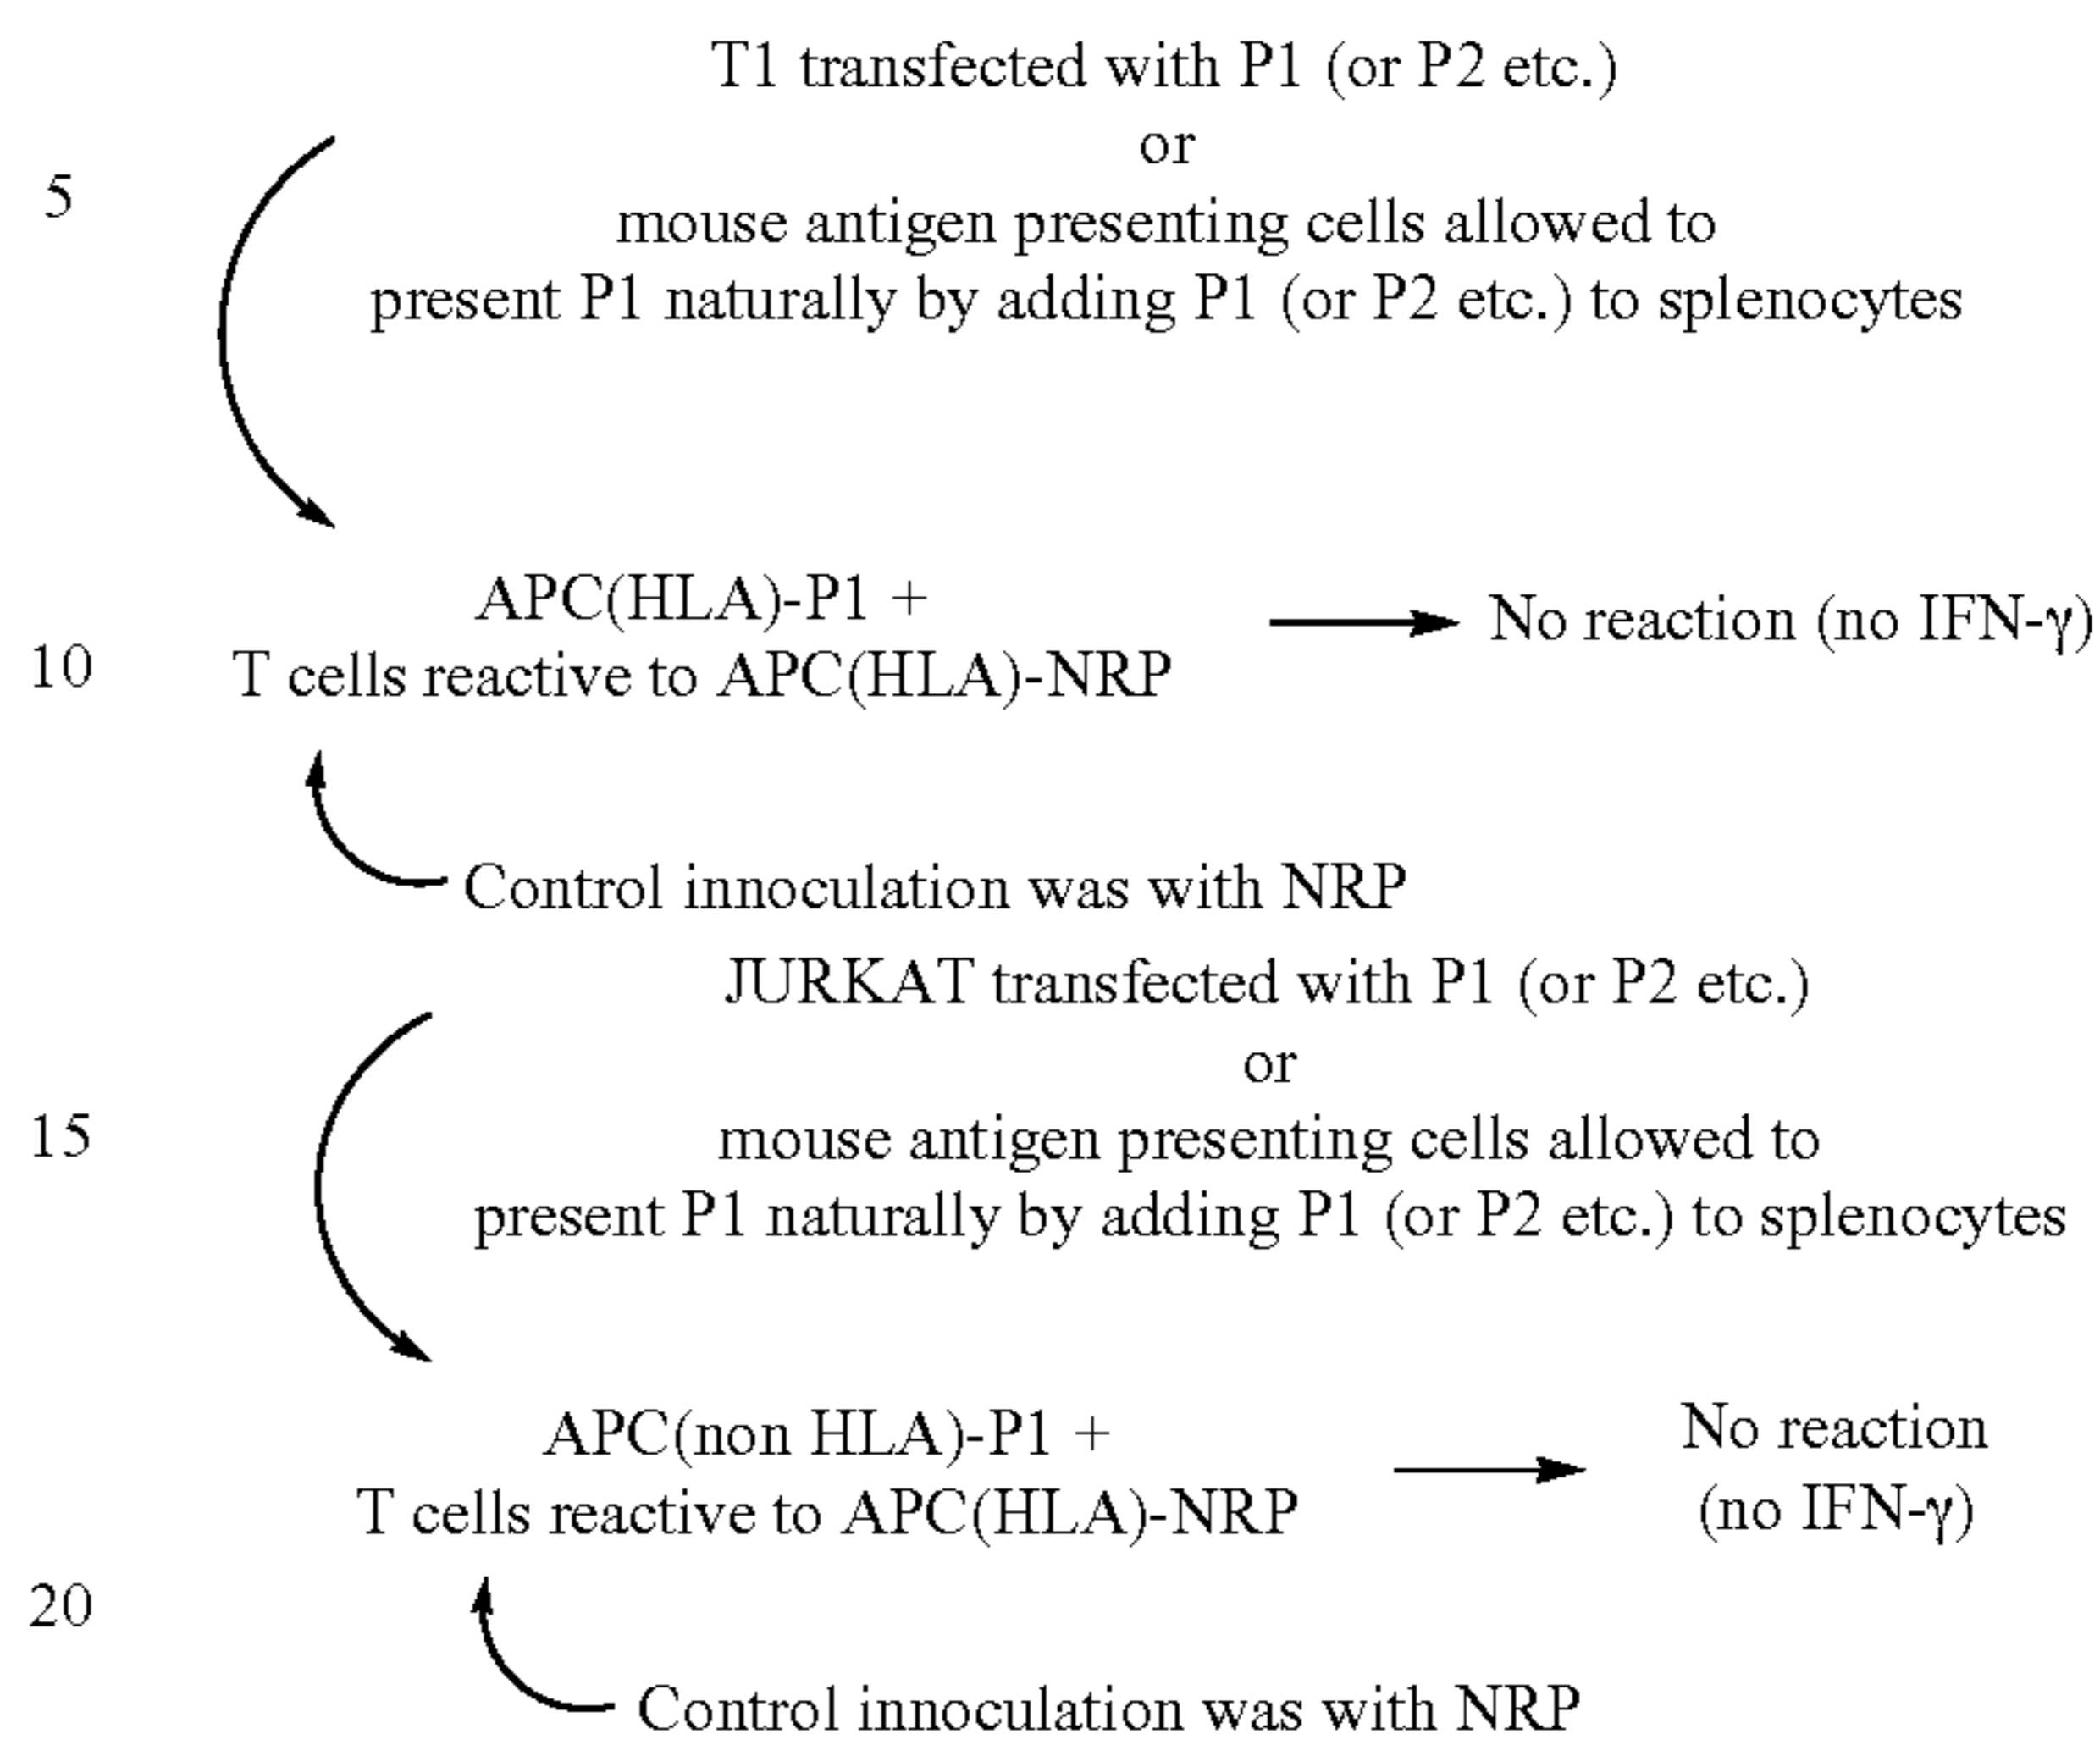 T1 transfected with P1 (or P2 etc.)
or
5
mouse antigen presenting cells allowed to
present P1 naturally by adding P1 (or P2 etc.) to splenocytes
APC(HLA)-P1 +
No reaction (no IFN-γ)
10
T cells reactive to APC(HLA)-NRP
Control innoculation was with NRP
JURKAT transfected with P1 (or P2 etc.)
or
15
mouse antigen presenting cells allowed to
present P1 naturally by adding P1 (or P2 etc.) to splenocytes
APC(non HLA)-P1 +
T cells reactive to APC(HLA)-NRP
No reaction
(no IFN-γ)
20
Control innoculation was with NRP